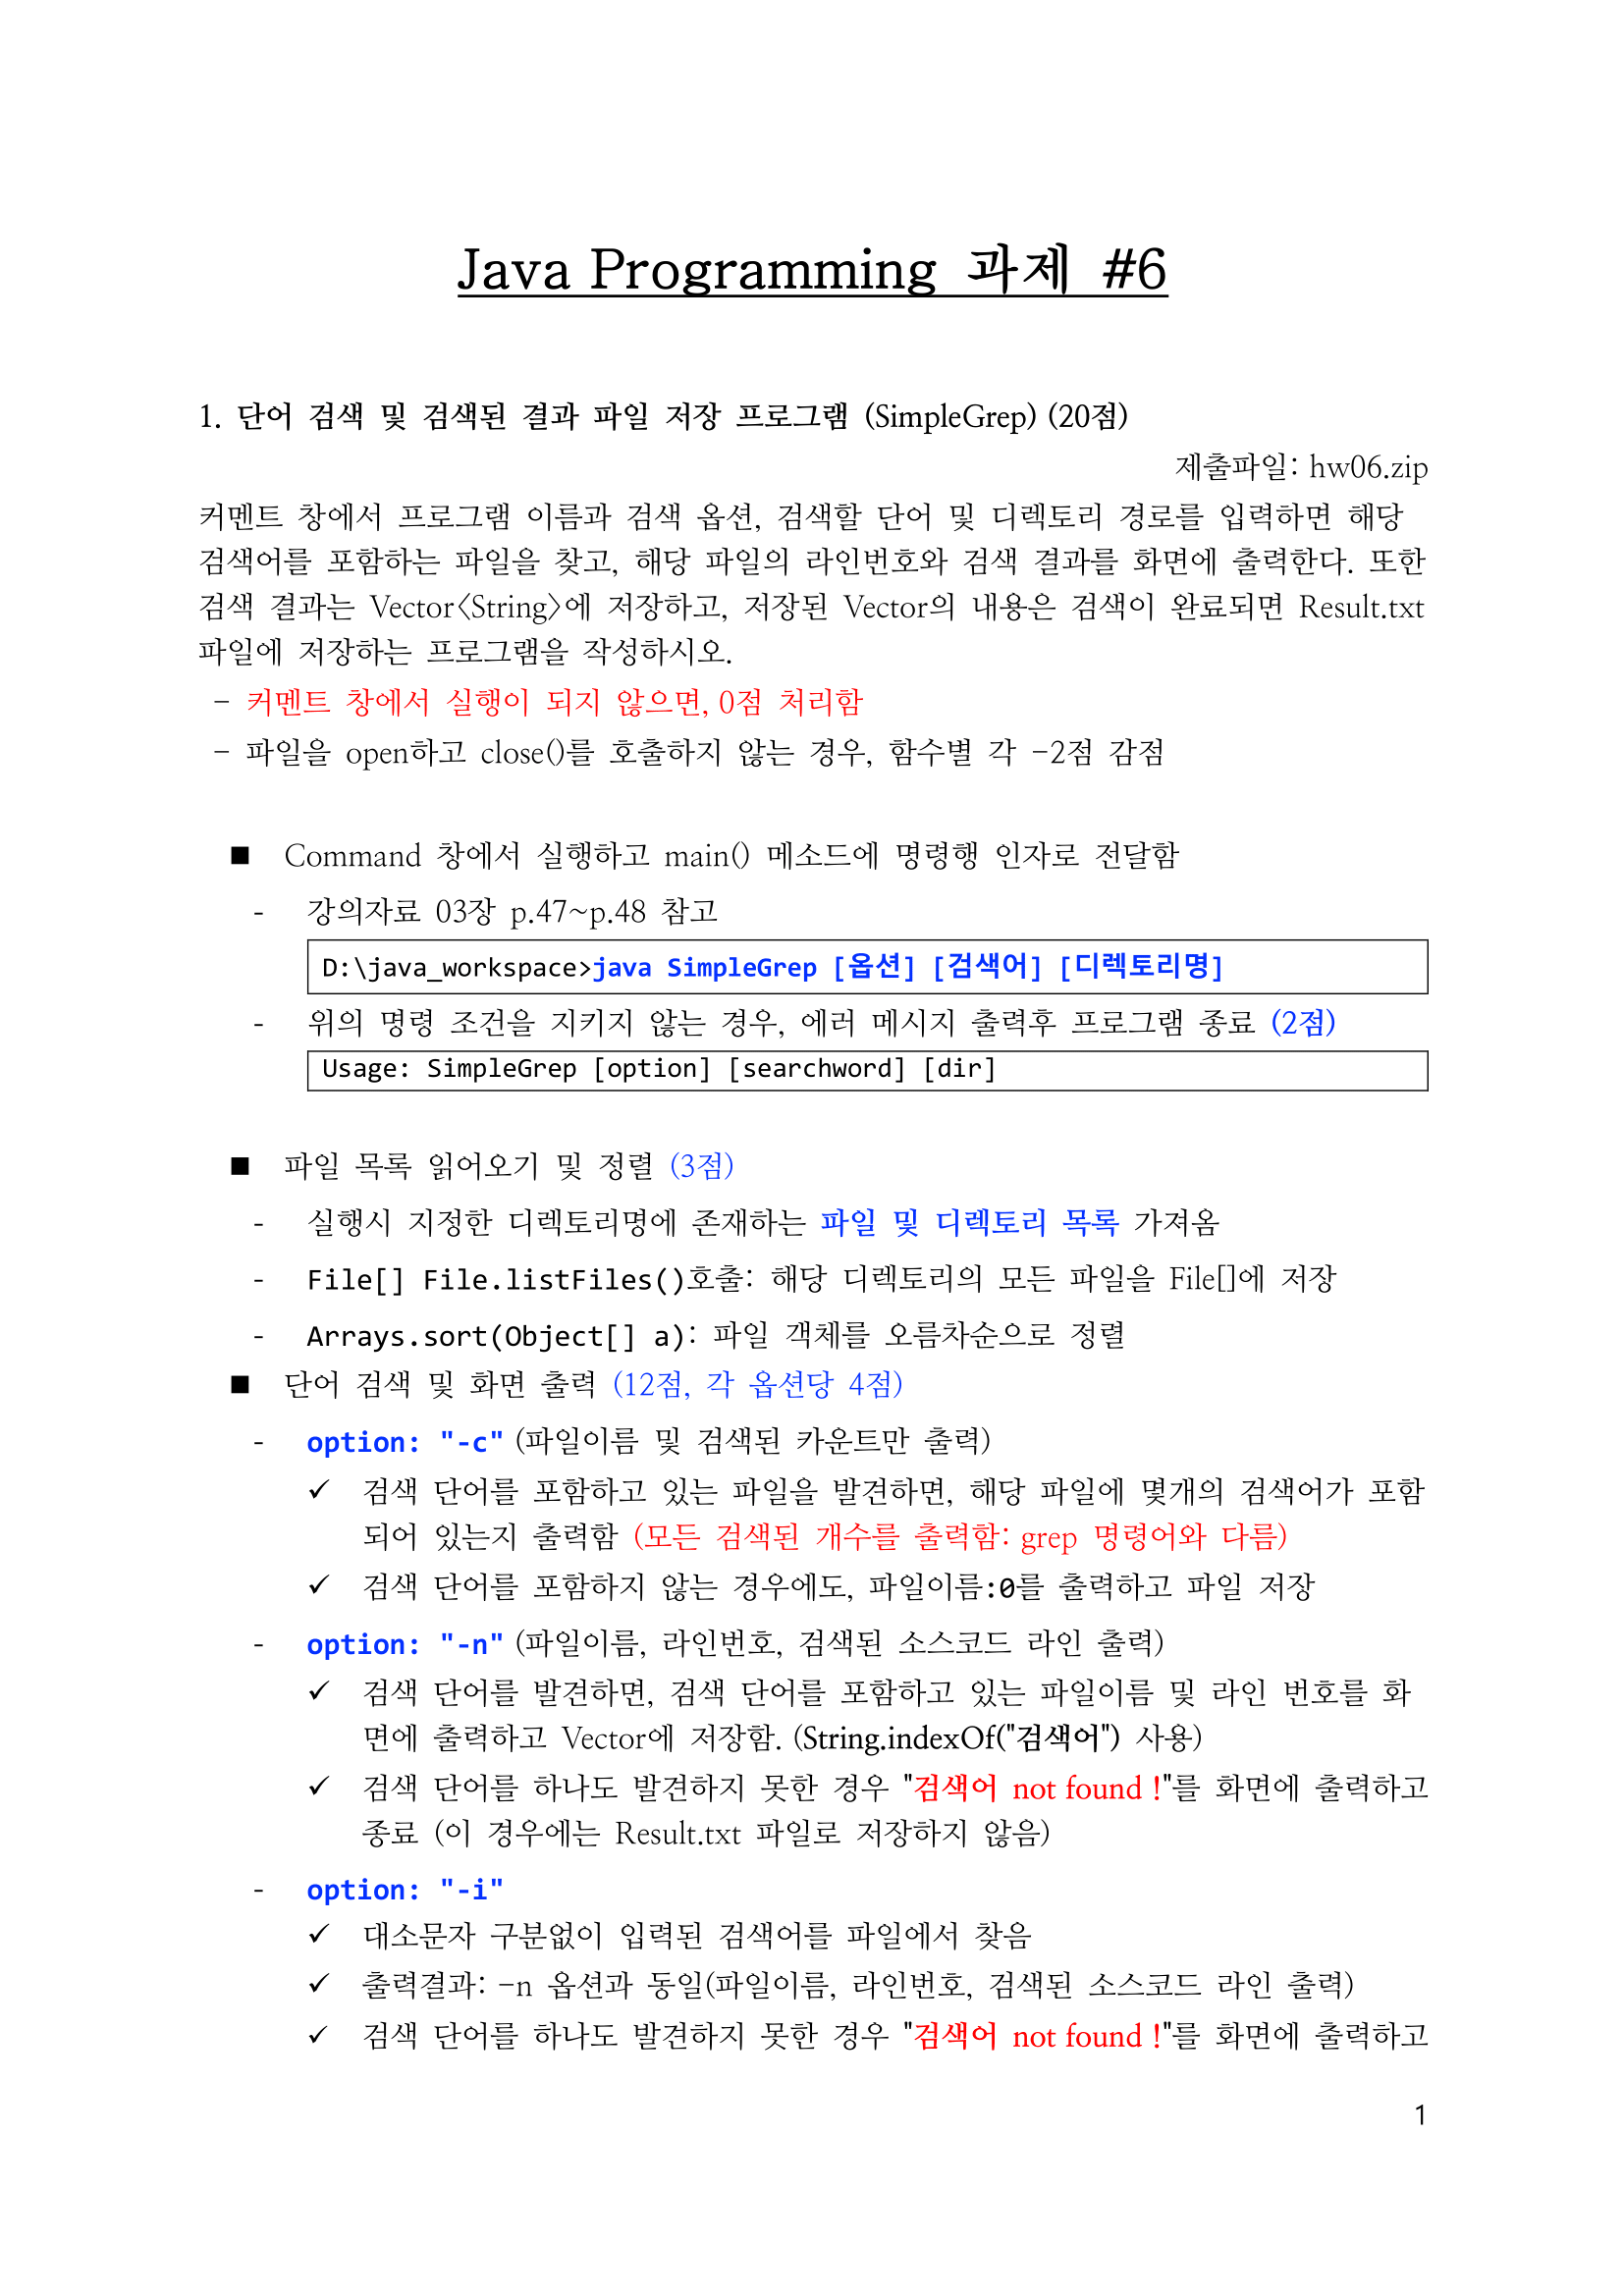 Java Programming 과제 #6
1. 단어 검색 및 검색된 결과 파일 저장 프로그램 (SimpleGrep) (20점)
제출파일: hw06.zip
커멘트 창에서 프로그램 이름과 검색 옵션, 검색할 단어 및 디렉토리 경로를 입력하면 해당
검색어를 포함하는 파일을 찾고, 해당 파일의 라인번호와 검색 결과를 화면에 출력한다. 또한
검색 결과는 Vector<String>에 저장하고, 저장된 Vector의 내용은 검색이 완료되면 Result.txt
파일에 저장하는 프로그램을 작성하시오.
- 커멘트 창에서 실행이 되지 않으면, 0점 처리함
- 파일을 open하고 close()를 호출하지 않는 경우, 함수별 각 -2점 감점
■ Command 창에서 실행하고 main() 메소드에 명령행 인자로 전달함
- 강의자료 03장 p.47~p.48 참고
D:\java_workspace>java SimpleGrep [옵션] [검색어] [디렉토리명]
- 위의 명령 조건을 지키지 않는 경우, 에러 메시지 출력후 프로그램 종료 (2점)
Usage: SimpleGrep [option] [searchword] [dir]
■ 파일 목록 읽어오기 및 정렬 (3점)
- 실행시 지정한 디렉토리명에 존재하는 파일 및 디렉토리 목록 가져옴
- File[] File.listFiles()호출: 해당 디렉토리의 모든 파일을 File[]에 저장
- Arrays.sort(Object[] a): 파일 객체를 오름차순으로 정렬
■ 단어 검색 및 화면 출력 (12점, 각 옵션당 4점)
- option: "-c" (파일이름 및 검색된 카운트만 출력)
✓ 검색 단어를 포함하고 있는 파일을 발견하면, 해당 파일에 몇개의 검색어가 포함
되어 있는지 출력함 (모든 검색된 개수를 출력함: grep 명령어와 다름)
✓ 검색 단어를 포함하지 않는 경우에도, 파일이름:0를 출력하고 파일 저장
- option: "-n" (파일이름, 라인번호, 검색된 소스코드 라인 출력)
✓ 검색 단어를 발견하면, 검색 단어를 포함하고 있는 파일이름 및 라인 번호를 화
면에 출력하고 Vector에 저장함. (String.indexOf("검색어") 사용)
✓ 검색 단어를 하나도 발견하지 못한 경우 "검색어 not found !"를 화면에 출력하고
종료 (이 경우에는 Result.txt 파일로 저장하지 않음)
- option: "-i"
✓ 대소문자 구분없이 입력된 검색어를 파일에서 찾음
✓ 출력결과: -n 옵션과 동일(파일이름, 라인번호, 검색된 소스코드 라인 출력)
✓ 검색 단어를 하나도 발견하지 못한 경우 "검색어 not found !"를 화면에 출력하고
1